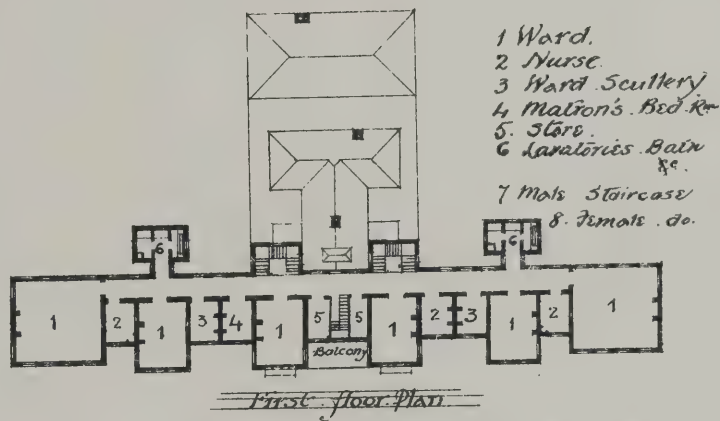 1 Ward.
2 Nurse
3 Ward Scullery
4 Matron's Bed Rm
5. Store.
6 Lavatories Bath
&c.
7 Male Staircase
8. Female. do.
6
6
1
2
1
3
4
1
5
5
1
2
3
1
2
1
Balcony
First floor Plan